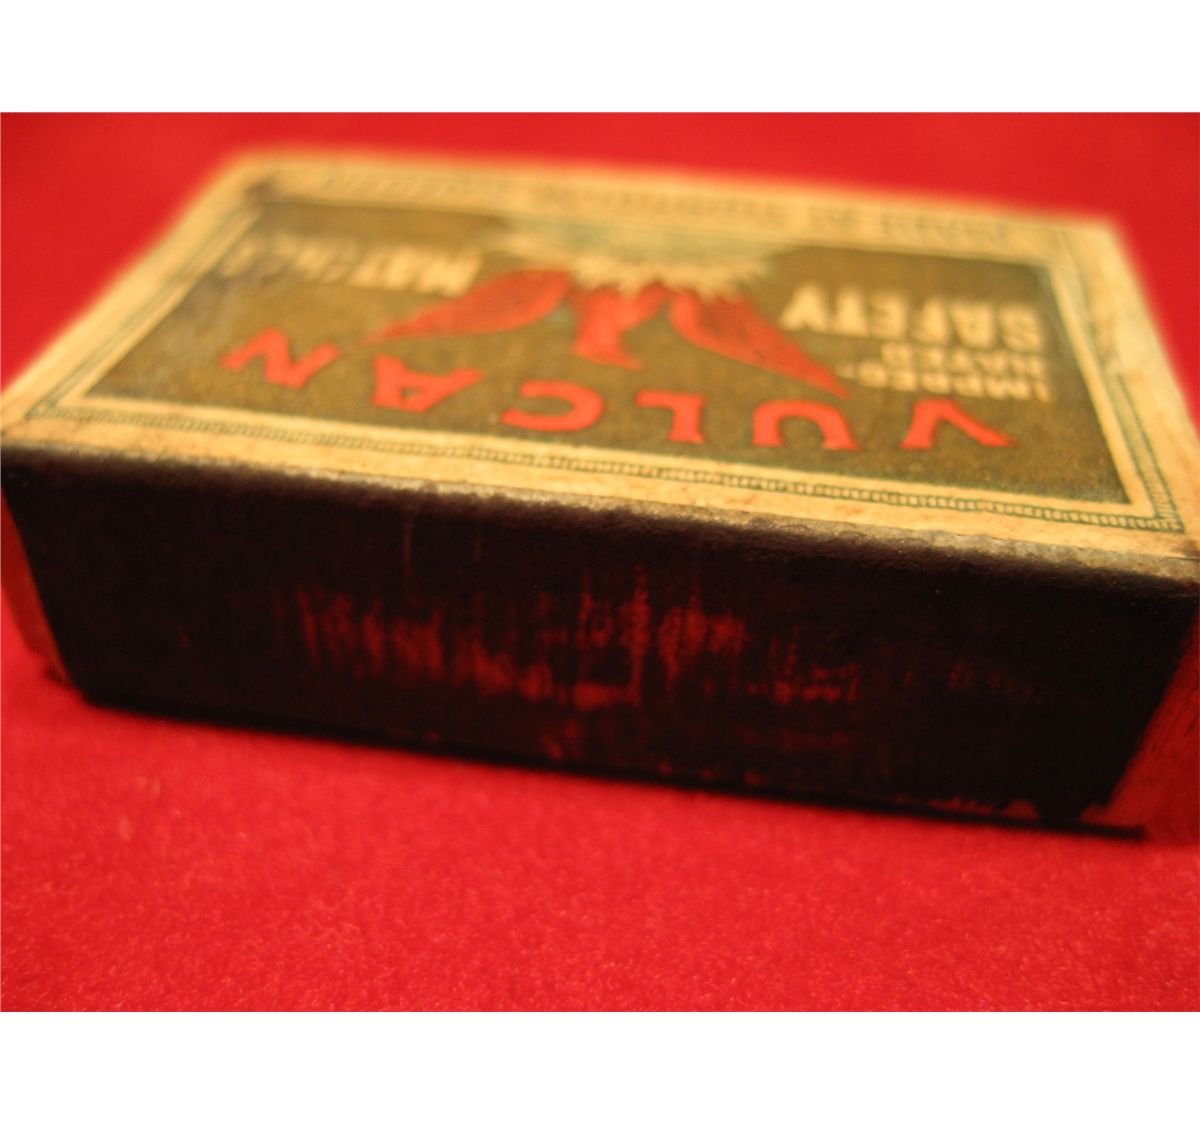 VULCAN
IMPREG-
NATED
SAFETY MATCHES